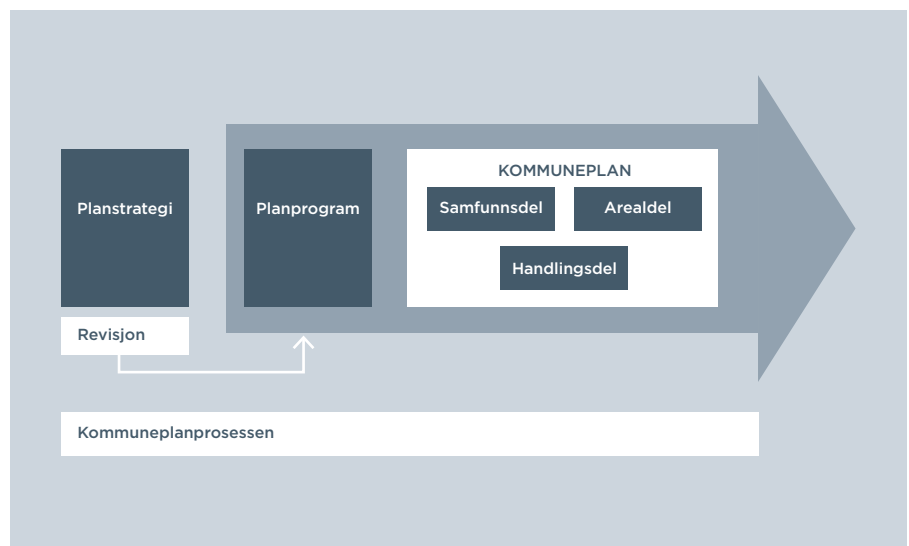 Planstrategi
Planprogram
KOMMUNEPLAN
Samfunnsdel
Arealdel
Handlingsdel
Revisjon
Kommuneplanprosessen